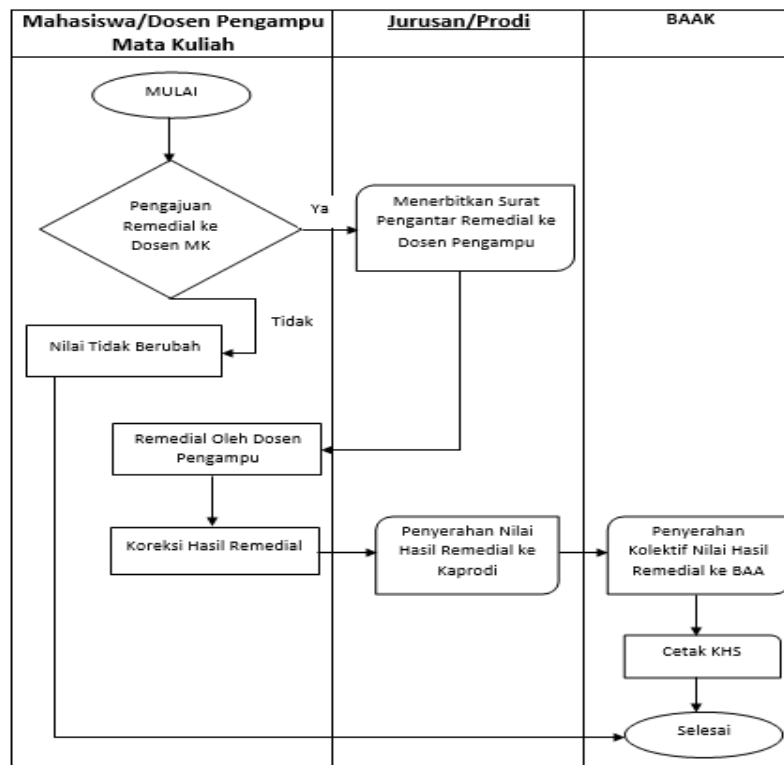 Mahasiswa/Dosen Pengampu
Mata Kuliah
Jurusan/Prodi
BAAK
MULAI
Pengajuan
Remedial ke
Dosen MK
Ya
Menerbitkan Surat
Pengantar Remedial ke
Dosen Pengampu
Tidak
Nilai Tidak Berubah
Remedial Oleh Dosen
Pengampu
Koreksi Hasil Remedial
Penyerahan Nilai
Hasil Remedial ke
Kaprodi
Penyerahan
Kolektif Nilai Hasil
Remedial ke BAA
Cetak KHS
Selesai